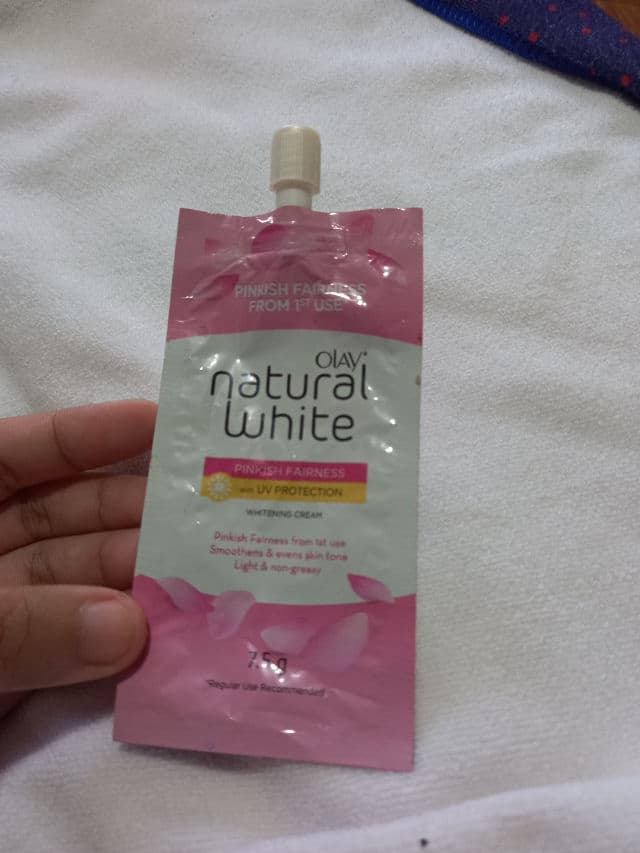 PINKISH FAIRNESS
FROM 1ST USE*
OLAY®
natural
white
PINKISH FAIRNESS
with UV PROTECTION
WHITENING CREAM
Pinkish Fairness from 1st use
Smoothens & evens skin tone
Light & non-greasy
7.5 g
*Regular Use Recommended